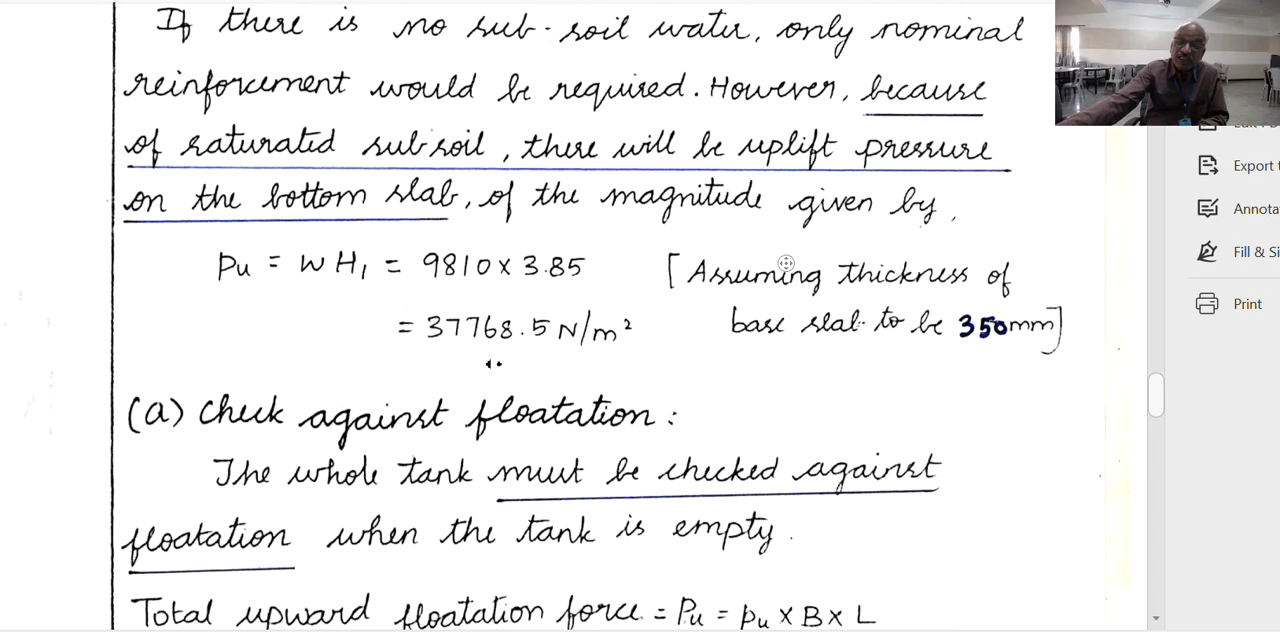 If there is no sub-soil water, only nominal
reinforcement would be required. However, because
of saturated subsoil, there will be uplift pressure
on the bottom slab, of the magnitude given by,
Pu = WH₁ = 9810 × 3.85 [Assuming thickness of
= 37768.5 N/m² base slab to be 350mm]
(a) Check against floatation:
The whole tank must be checked against
floatation when the tank is empty.
Total upward floatation force = Pu = pu × B × L
Export
Annota
Fill & Si
Print